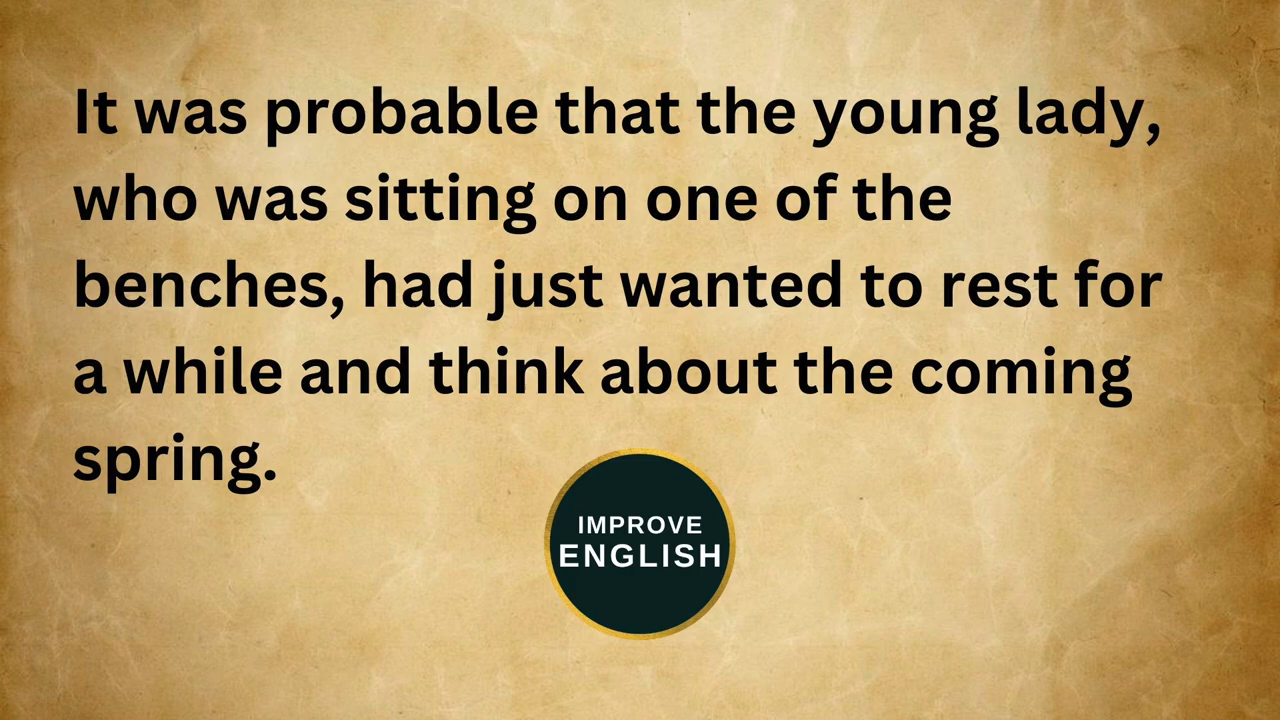 It was probable that the young lady,
who was sitting on one of the
benches, had just wanted to rest for
a while and think about the coming
spring.
IMPROVE
ENGLISH